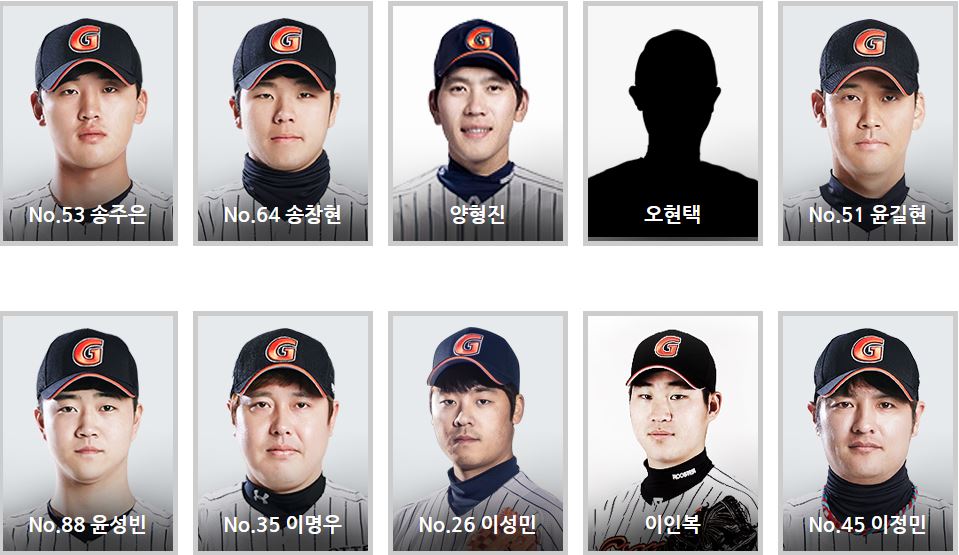 G
G
G
G
No.53 송주은
No.64 송창현
양형진
오현택
No.51 윤길현
G
G
G
G
G
ROOSTER
No.88 윤성빈
No.35 이명우
No.26 이성민
이인복
No.45 이정민